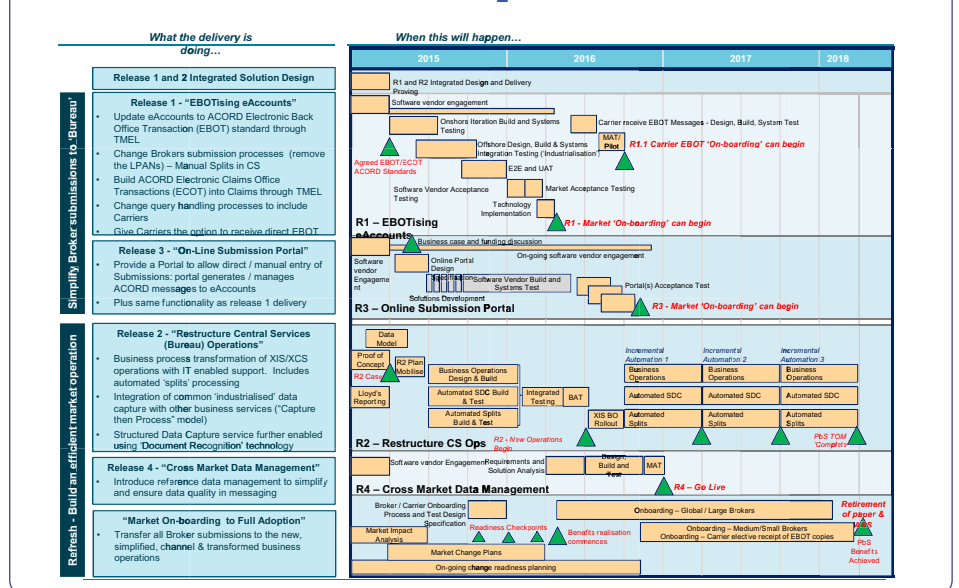 What the delivery is
doing…
When this will happen…
2015
2016
2017
2018
Simplify Broker submissions to 'Bureau'
Release 1 and 2 Integrated Solution Design
R1 and R2 Integrated Design and Delivery
Proving
Release 1 - "EBOTising eAccounts"
• Update eAccounts to ACORD Electronic Back
Office Transaction (EBOT) standard through
TMEL
• Change Brokers submission processes (remove
the LPANs) – Manual Splits in CS
• Build ACORD Electronic Claims Office
Transactions (ECOT) into Claims through TMEL
• Change query handling processes to include
Carriers
• Give Carriers the option to receive direct EBOT
Software vendor engagement
Onshore Iteration Build and Systems
Testing
Carrier receive EBOT Messages - Design, Build, System Test
Offshore Design, Build & Systems
Integration Testing ('Industrialisation')
MAT/
Pilot
R1.1 Carrier EBOT 'On-boarding' can begin
Agreed EBOT/ECOT
ACORD Standards
E2E and UAT
Software Vendor Acceptance
Testing
Market Acceptance Testing
Technology
Implementation
R1 - Market 'On-boarding' can begin
R1 – EBOTising
eAccounts
Release 3 - "On-Line Submission Portal"
• Provide a Portal to allow direct / manual entry of
Submissions: portal generates / manages
ACORD messages to eAccounts
• Plus same functionality as release 1 delivery
Business case and funding discussion
On-going software vendor engagement
Software
vendor
Engageme
nt
Online Portal
Design
Specification
Software Vendor Build and
Systems Test
Portal(s) Acceptance Test
Solutions Development
R3 - Market 'On-boarding' can begin
R3 – Online Submission Portal
Refresh - Build an efficient market operation
Release 2 - "Restructure Central Services
(Bureau) Operations"
• Business process transformation of XIS/XCS
operations with IT enabled support. Includes
automated 'splits' processing
• Integration of common 'industrialised' data
capture with other business services ("Capture
then Process" model)
• Structured Data Capture service further enabled
using 'Document Recognition' technology
Data
Model
Proof of
Concept
R2 Plan
Mobilise
R2 Case
Lloyd's
Reporting
Business Operations
Design & Build
Automated SDC Build
& Test
Automated Splits
Build & Test
Integrated
Testing
BAT
XIS BO
Rollout
Incremental
Automation 1
Incremental
Automation 2
Incremental
Automation 3
Business
Operations
Business
Operations
Business
Operations
Automated SDC
Automated SDC
Automated SDC
Automated
Splits
Automated
Splits
Automated
Splits
R2 - New Operations
Begin
PbS TOM
'Complete'
R2 – Restructure CS Ops
Release 4 - "Cross Market Data Management"
• Introduce reference data management to simplify
and ensure data quality in messaging
Software vendor Engagement
Requirements and
Solution Analysis
Design,
Build and
Test
MAT
R4 – Go Live
R4 – Cross Market Data Management
"Market On-boarding to Full Adoption"
• Transfer all Broker submissions to the new,
simplified, channel & transformed business
operations
Broker / Carrier Onboarding
Process and Test Design
Specification
Onboarding – Global / Large Brokers
Retirement
of paper &
Market Impact
Analysis
Readiness Checkpoints
Benefits realisation
commences
Onboarding – Medium/Small Brokers
Onboarding – Carrier elective receipt of EBOT copies
PbS
Benefits
Achieved
Market Change Plans
On-going change readiness planning